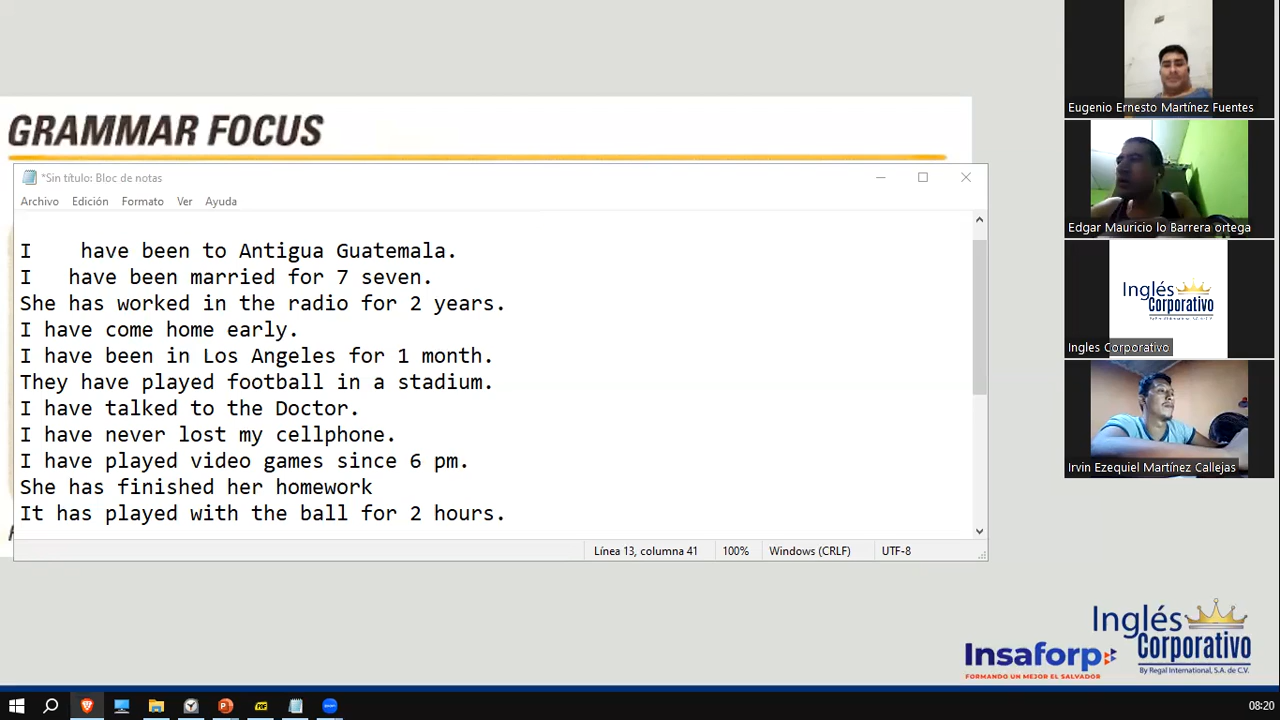 GRAMMAR FOCUS
*Sin título: Bloc de notas
Archivo Edición Formato Ver Ayuda
I have been to Antigua Guatemala.
I have been married for 7 seven.
She has worked in the radio for 2 years.
I have come home early.
I have been in Los Angeles for 1 month.
They have played football in a stadium.
I have talked to the Doctor.
I have never lost my cellphone.
I have played video games since 6 pm.
She has finished her homework
It has played with the ball for 2 hours.
Línea 13, columna 41 100% Windows (CRLF) UTF-8
Eugenio Ernesto Martínez Fuentes
Edgar Mauricio lo Barrera ortega
Inglés
Corporativo
Ingles Corporativo
Irvin Ezequiel Martínez Callejas
Insaforp
FORMANDO UN MEJOR EL SALVADOR
Inglés
Corporativo
By Regal International, S.A. de C.V.
08:20